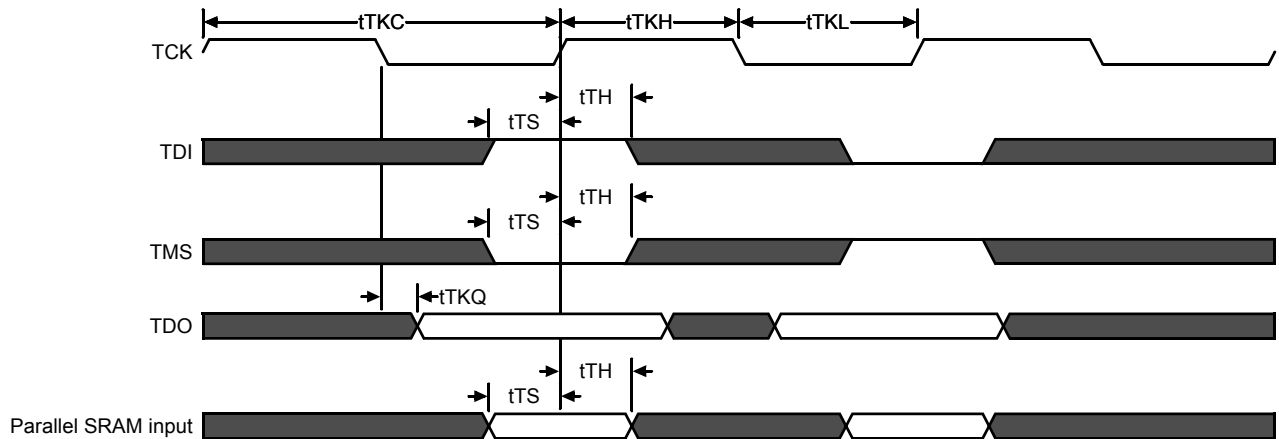 tTKC tTKH tTKL
TCK
tTH
tTS
TDI
tTH
tTS
TMS
tTKQ
TDO
tTH
tTS
Parallel SRAM input